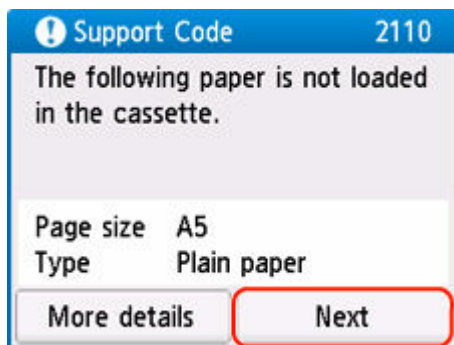 Support Code 2110
The following paper is not loaded
in the cassette.
Page size A5
Type Plain paper
More details Next